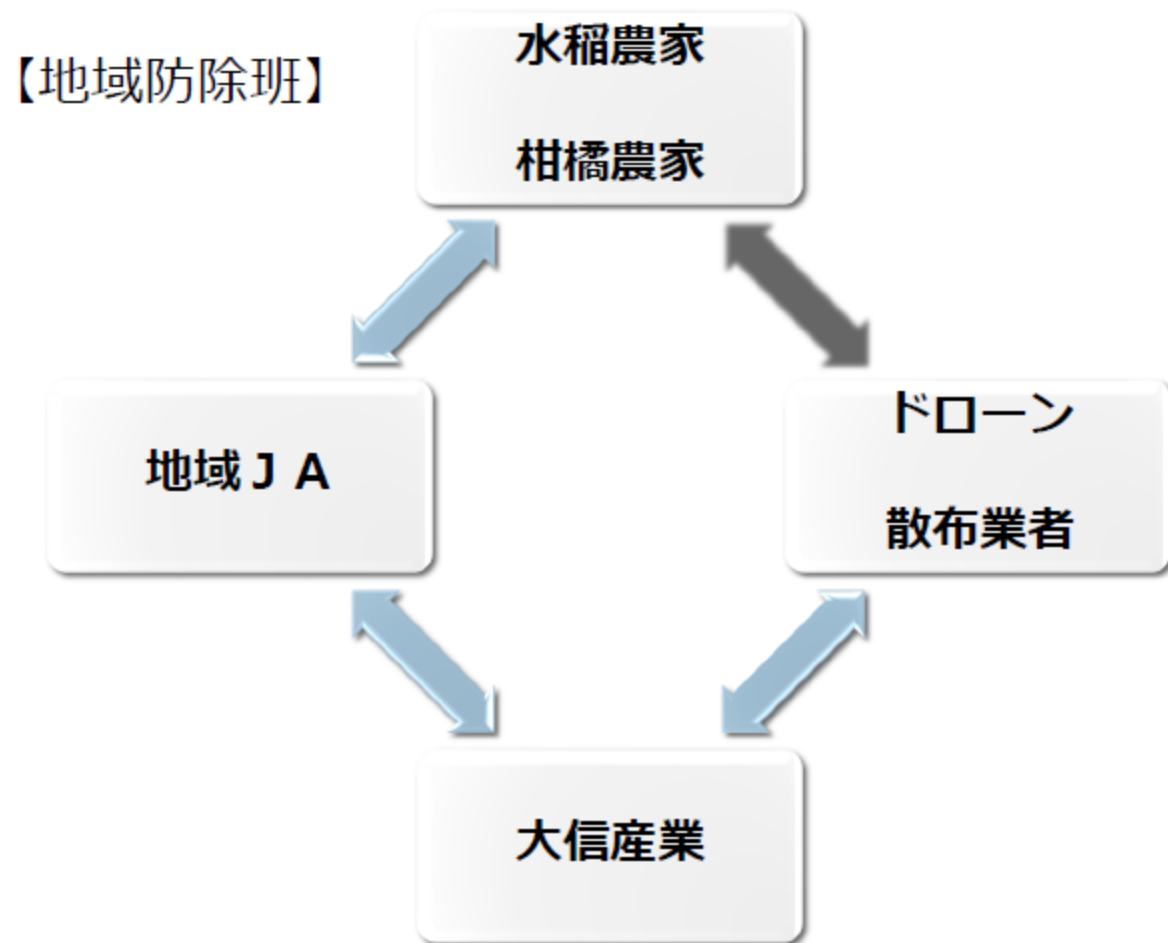 【地域防除班】
水稲農家
柑橘農家
地域ＪＡ
ドローン
散布業者
大信産業